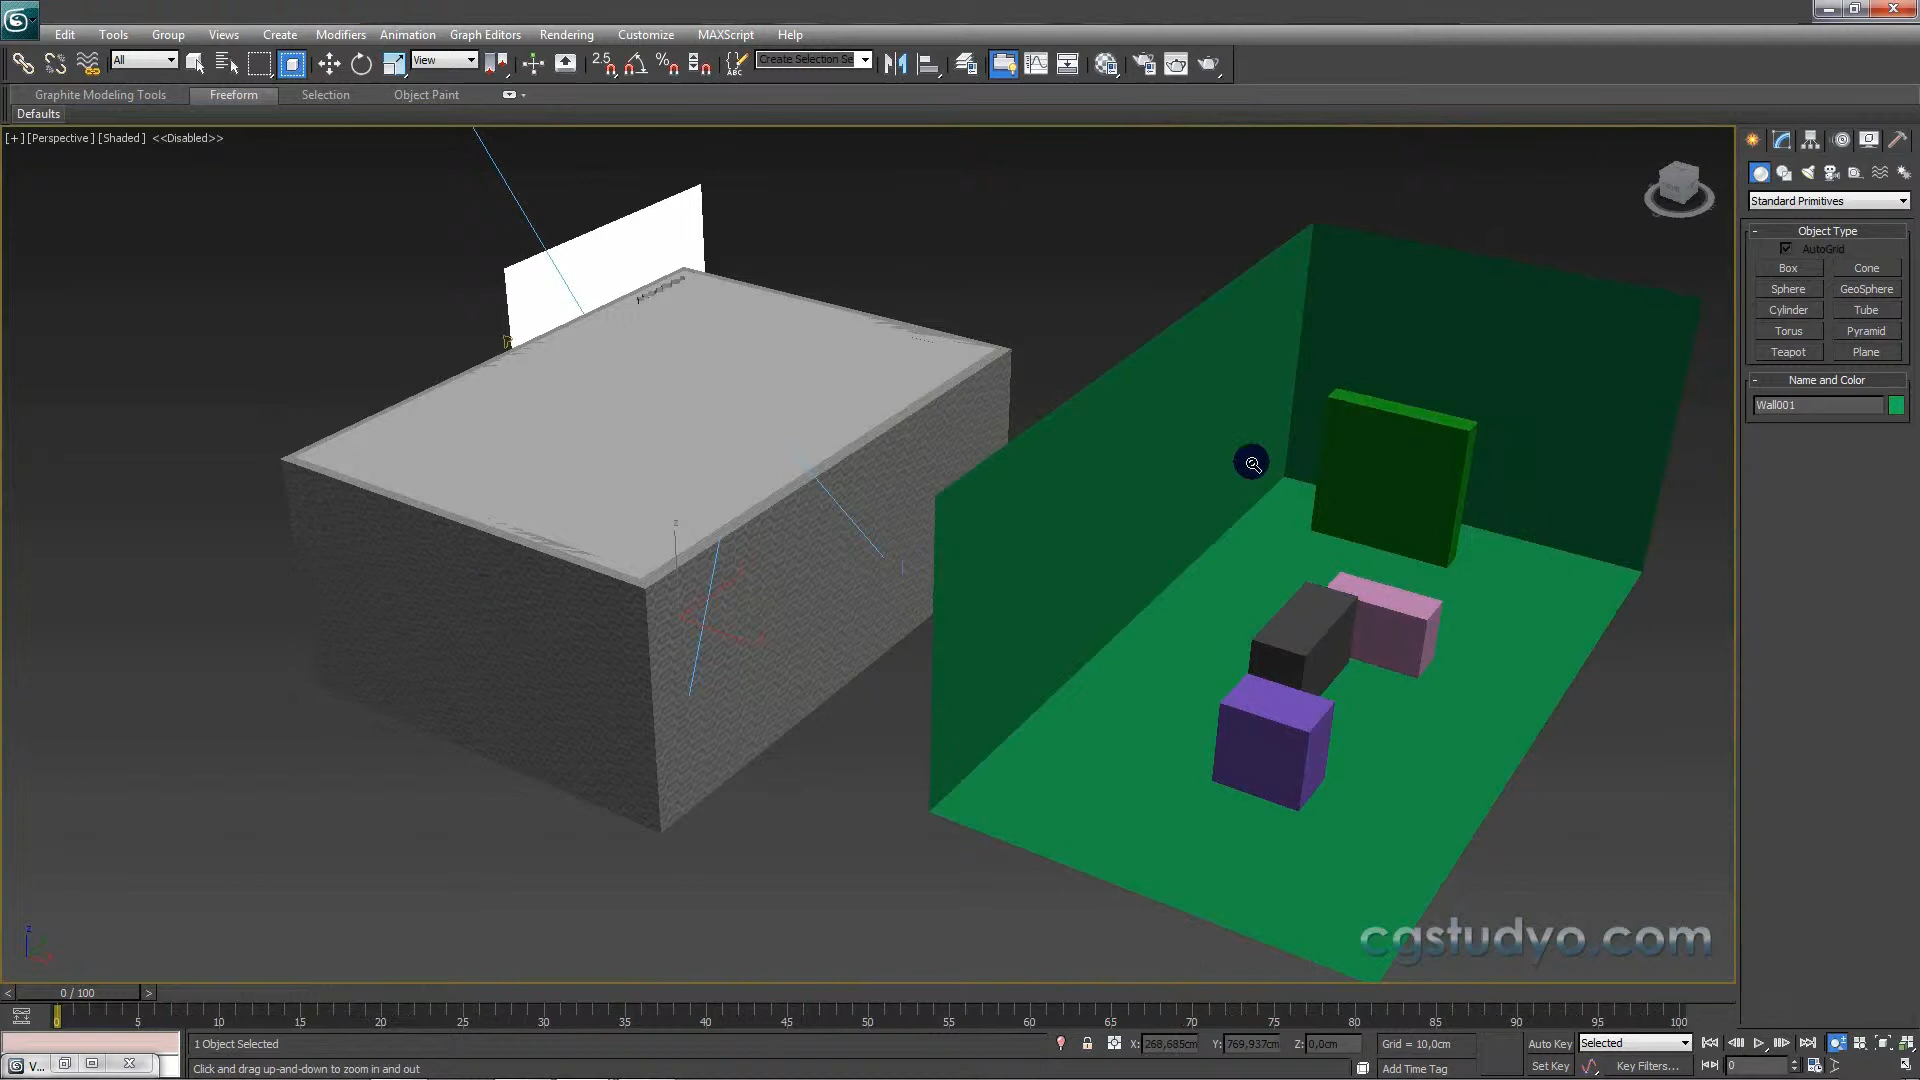 Edit Tools Group Views Create Modifiers Animation Graph Editors Rendering Customize MAXScript Help
All View 2.5 % ABC Create Selection Se
Graphite Modeling Tools Freeform Selection Object Paint
Defaults
[+] [Perspective] [Shaded] <<Disabled>>
Standard Primitives
- Object Type
AutoGrid
Box Cone
Sphere GeoSphere
Cylinder Tube
Torus Pyramid
Teapot Plane
- Name and Color
Wall001
z
z
cgstudyo.com
< 0 / 100 >
0 5 10 15 20 25 30 35 40 45 50 55 60 65 70 75 80 85 90 95 100
1 Object Selected X: 268,685cm Y: 769,937cm Z: 0,0cm Grid = 10,0cm Auto Key Selected
V... Click and drag up-and-down to zoom in and out Add Time Tag Set Key Key Filters... 0